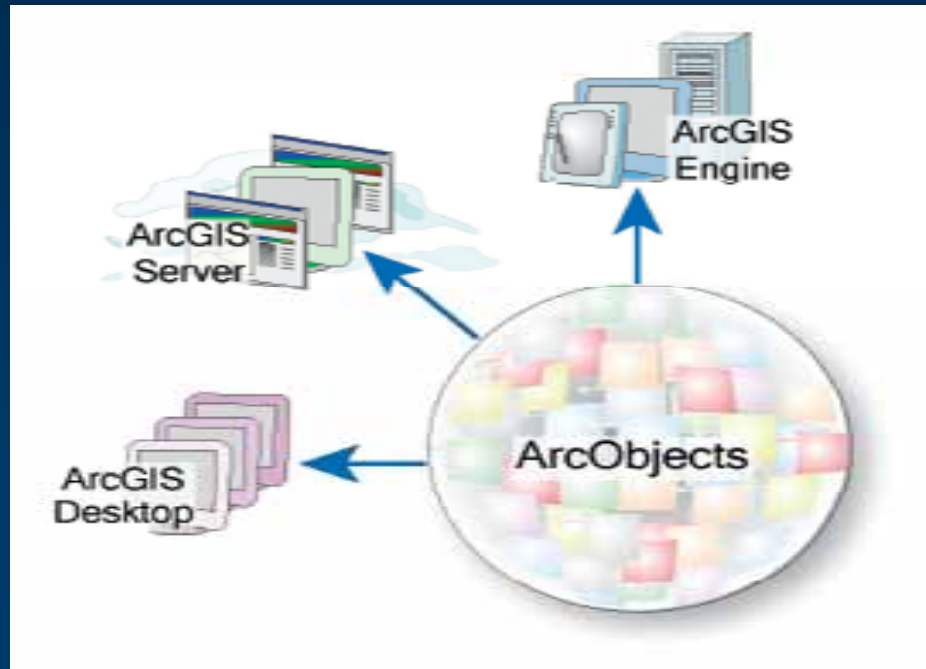 ArcGIS
Engine
ArcGIS
Server
ArcObjects
ArcGIS
Desktop